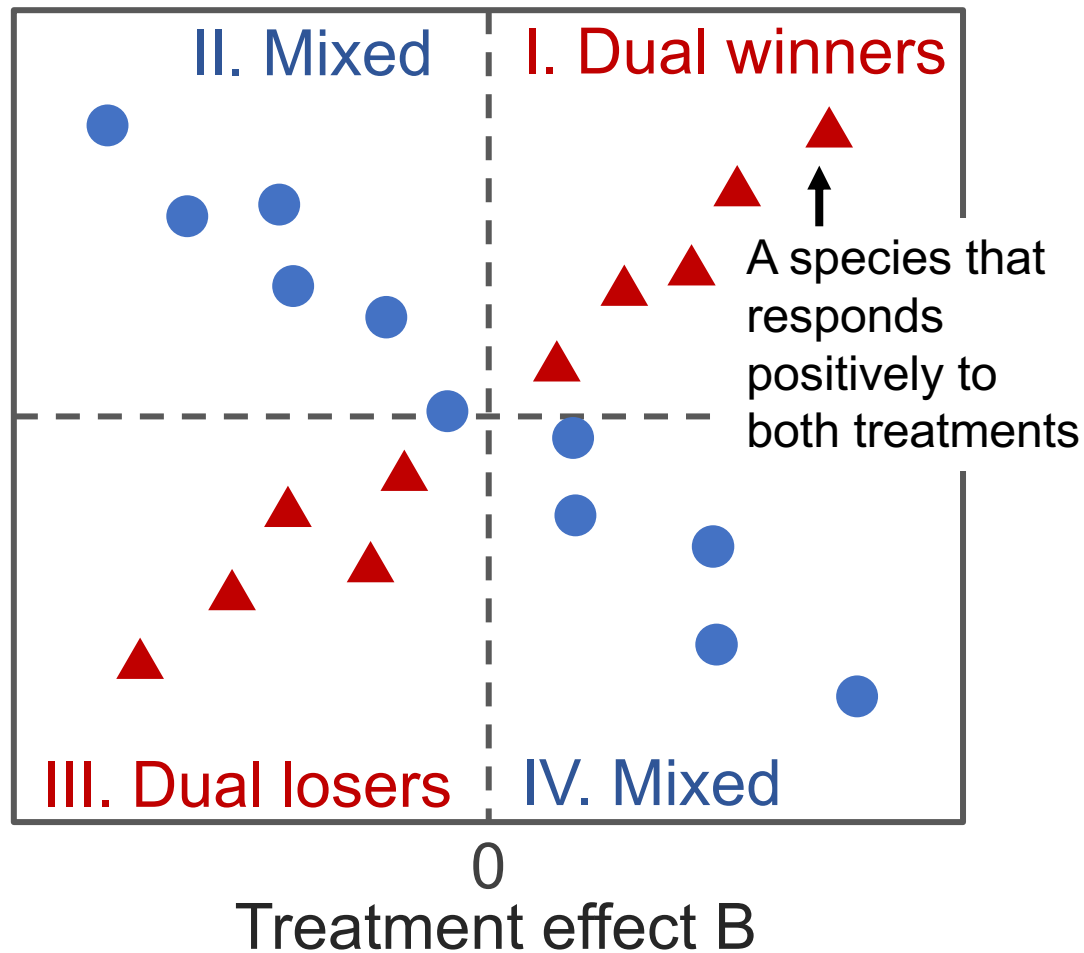 II. Mixed
I. Dual winners
A species that
responds
positively to
both treatments
III. Dual losers
IV. Mixed
0
Treatment effect B